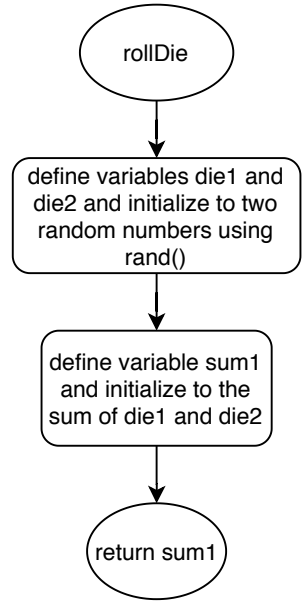 rollDie
define variables die1 and
die2 and initialize to two
random numbers using
rand()
define variable sum1
and initialize to the
sum of die1 and die2
return sum1